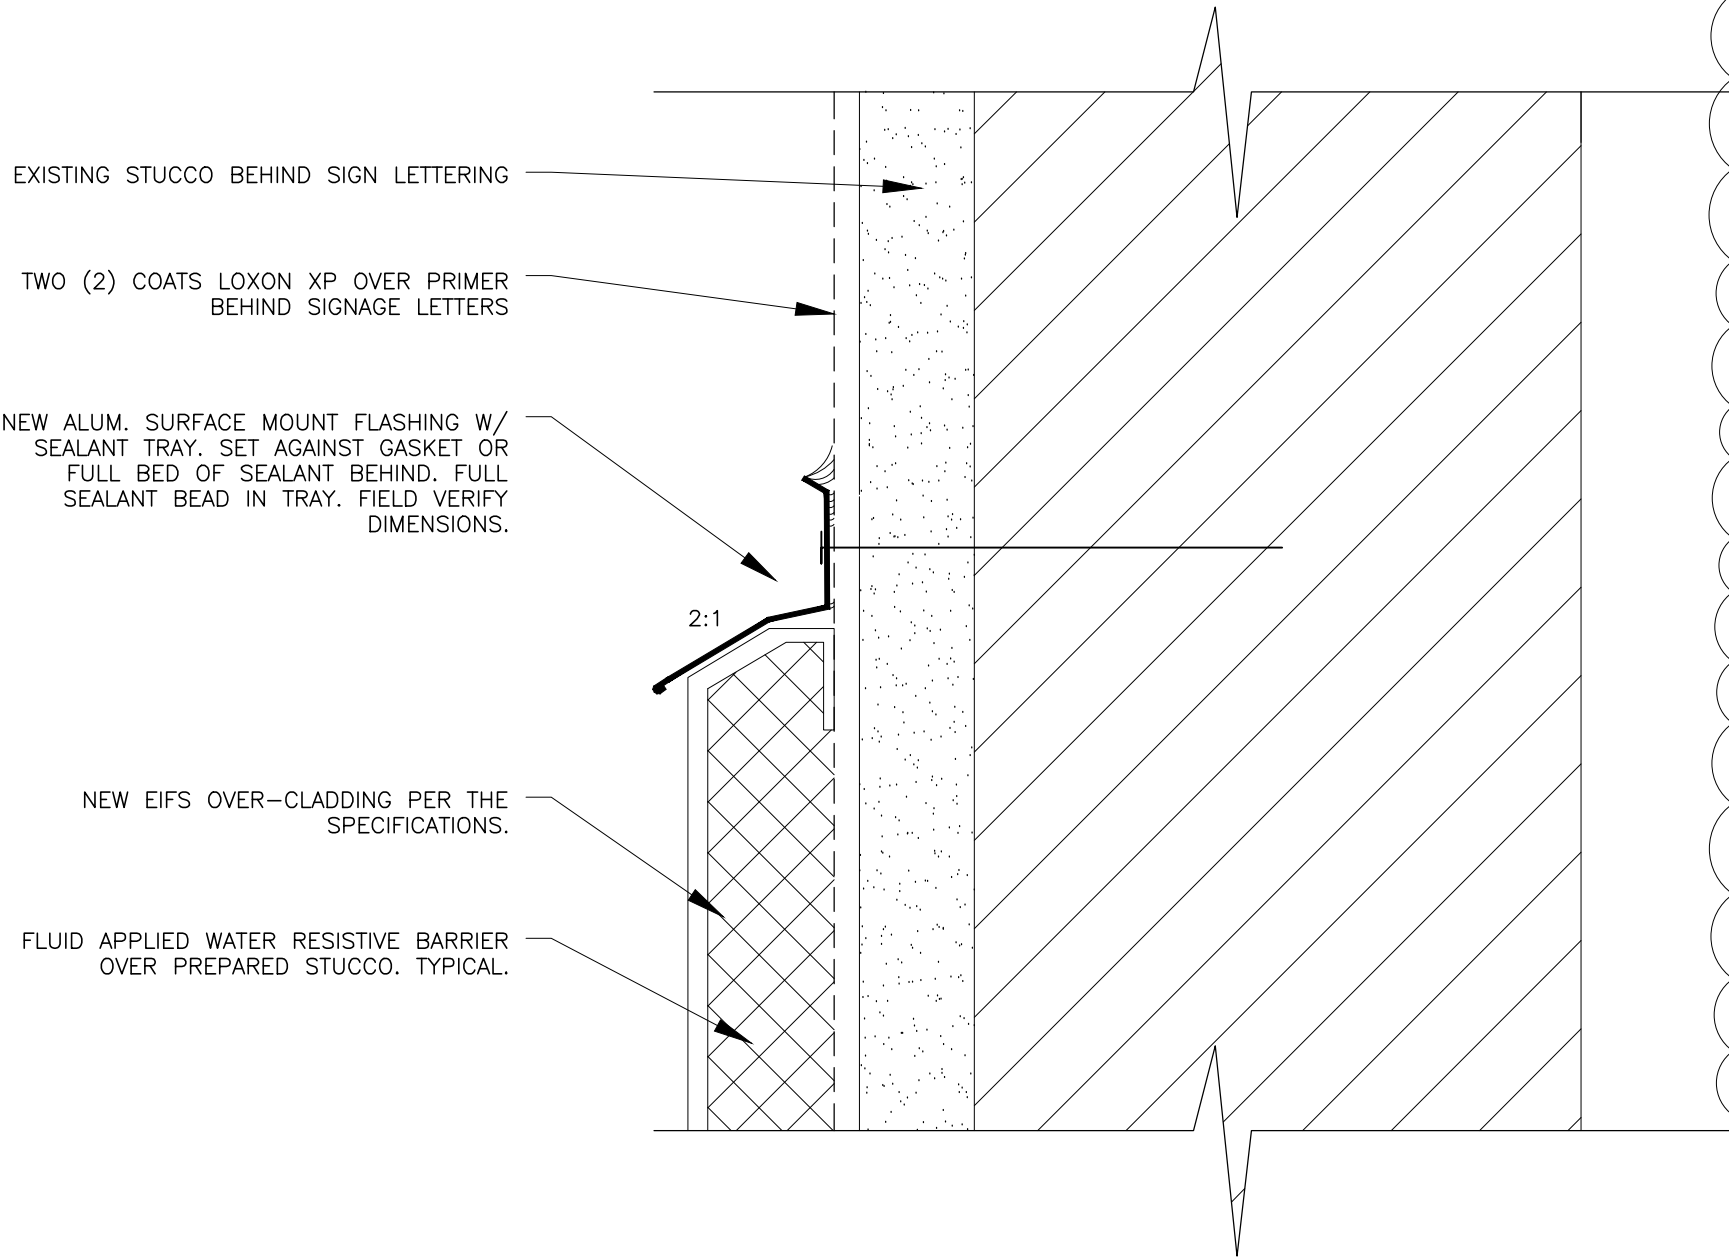 EXISTING STUCCO BEHIND SIGN LETTERING
TWO (2) COATS LOXON XP OVER PRIMER
BEHIND SIGNAGE LETTERS
NEW ALUM. SURFACE MOUNT FLASHING W/
SEALANT TRAY. SET AGAINST GASKET OR
FULL BED OF SEALANT BEHIND. FULL
SEALANT BEAD IN TRAY. FIELD VERIFY
DIMENSIONS.
2:1
NEW EIFS OVER-CLADDING PER THE
SPECIFICATIONS.
FLUID APPLIED WATER RESISTIVE BARRIER
OVER PREPARED STUCCO. TYPICAL.